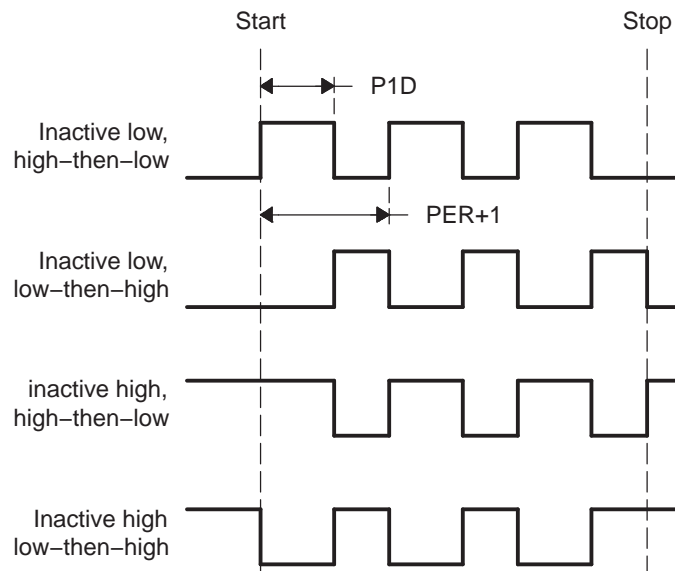 Start
Stop
P1D
Inactive low,
high−then−low
PER+1
Inactive low,
low−then−high
inactive high,
high−then−low
Inactive high
low−then−high